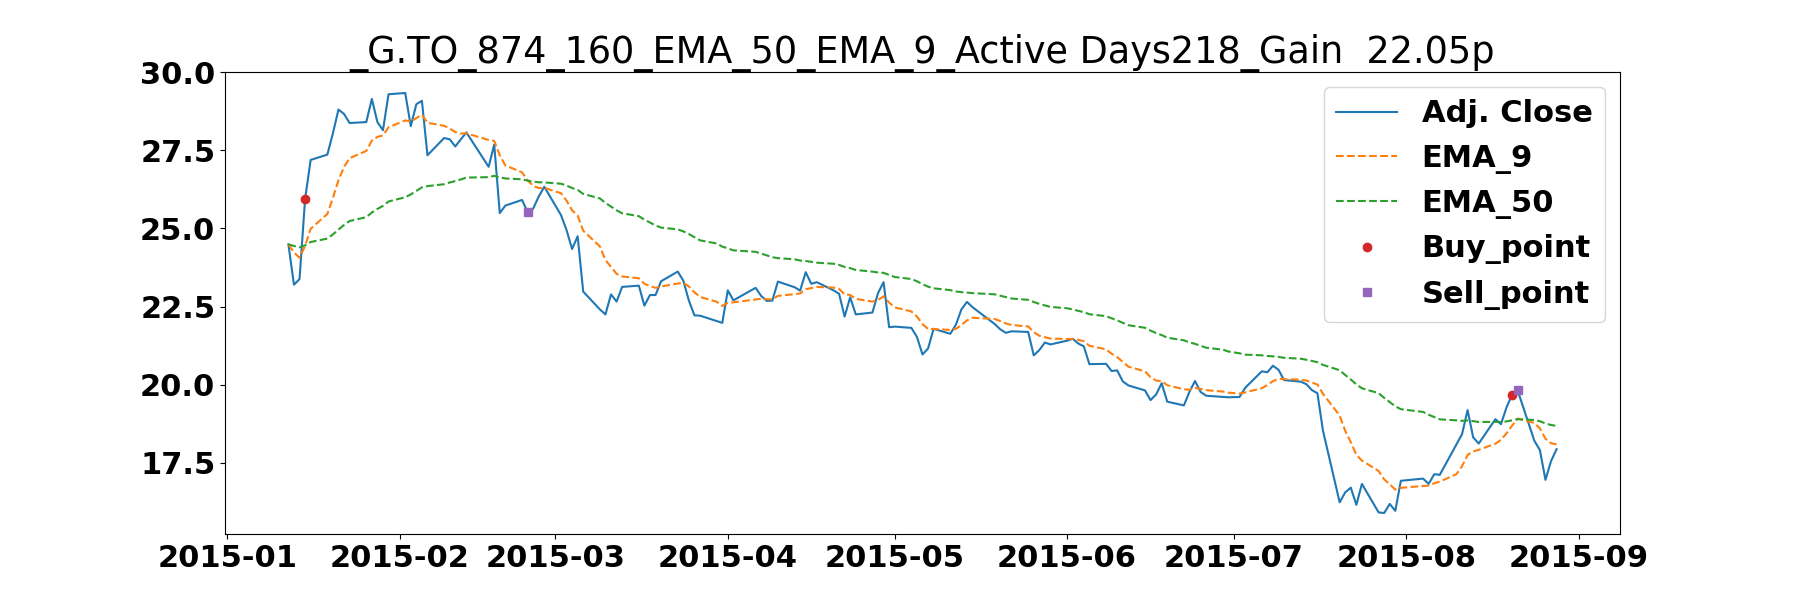 _G.TO_874_160_EMA_50_EMA_9_Active Days218_Gain  22.05p
30.0
27.5
25.0
22.5
20.0
17.5
Adj. Close
EMA_9
EMA_50
Buy_point
Sell_point
2015-01 2015-02 2015-03 2015-04 2015-05 2015-06 2015-07 2015-08 2015-09